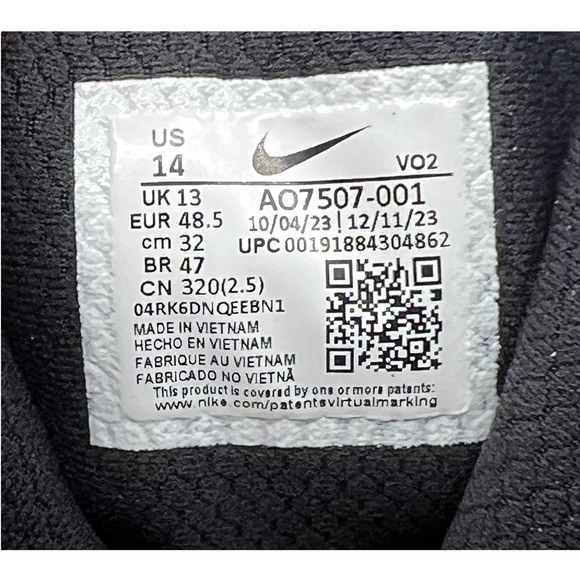 US
14
VO2
UK 13
AO7507-001
EUR 48.5
10/04/23 | 12/11/23
cm 32
UPC 00191884304862
BR 47
CN 320(2.5)
04RK6DNQEEBN1
MADE IN VIETNAM
HECHO EN VIETNAM
FABRIQUE AU VIETNAM
FABRICADO NO VIETNÃ
This product is covered by one or more patents:
www.nike.com/patentsvirtualmarking